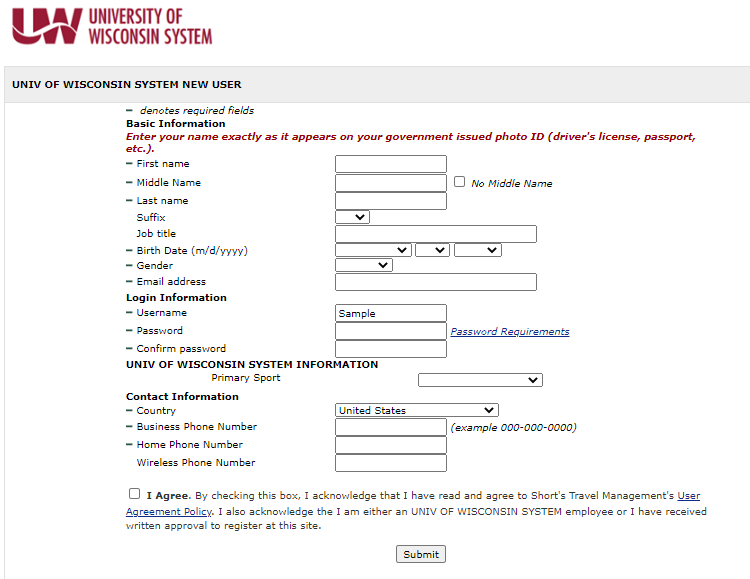 UW UNIVERSITY OF
WISCONSIN SYSTEM
UNIV OF WISCONSIN SYSTEM NEW USER
– denotes required fields
Basic Information
Enter your name exactly as it appears on your government issued photo ID (driver's license, passport,
etc.).
– First name
– Middle Name No Middle Name
– Last name
Suffix
Job title
– Birth Date (m/d/yyyy)
– Gender
– Email address
Login Information
– Username Sample
– Password Password Requirements
– Confirm password
UNIV OF WISCONSIN SYSTEM INFORMATION
Primary Sport
Contact Information
– Country United States
– Business Phone Number (example 000-000-0000)
– Home Phone Number
Wireless Phone Number
I Agree. By checking this box, I acknowledge that I have read and agree to Short's Travel Management's User
Agreement Policy. I also acknowledge the I am either an UNIV OF WISCONSIN SYSTEM employee or I have received
written approval to register at this site.
Submit